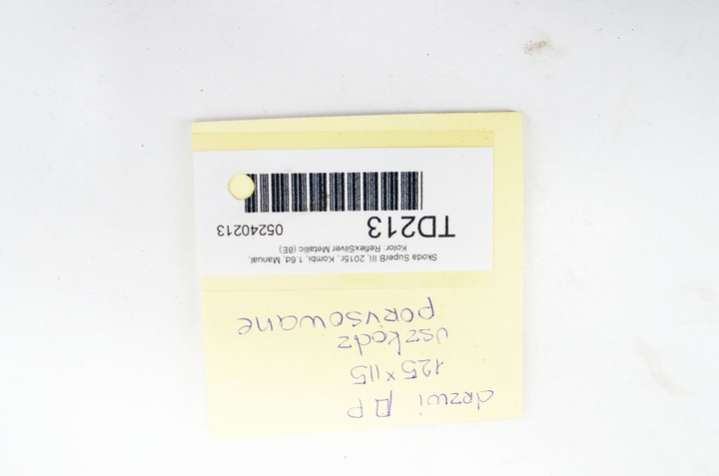 drzwi
125 x 115
uszkodz
porysowane
Skoda SuperB III, 2015r, Kombi, 1.6d, Manual,
Kolor: ReflexSilver Metallic (8E)
TD213 05240213